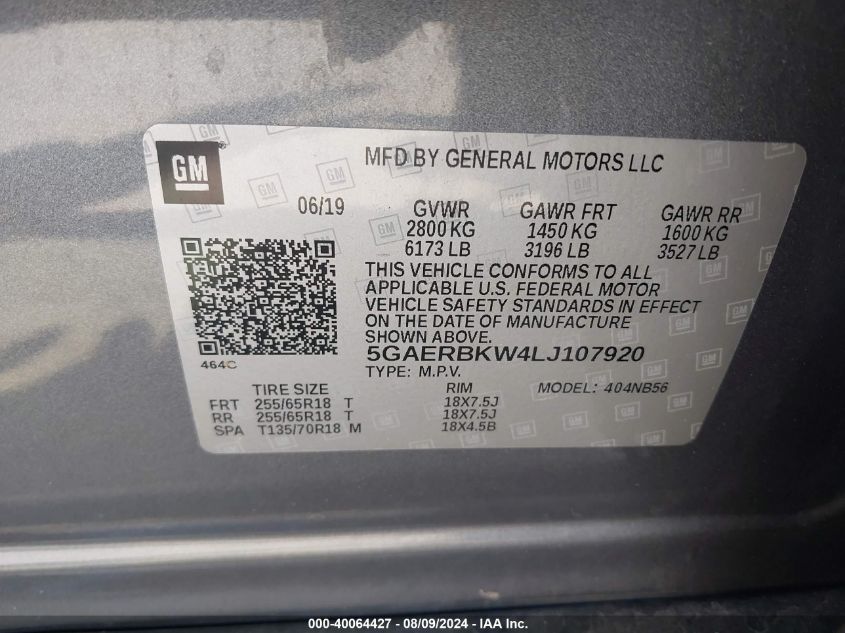 GM
MFD BY GENERAL MOTORS LLC
06/19 GVWR GAWR FRT GAWR RR
2800 KG 1450 KG 1600 KG
6173 LB 3196 LB 3527 LB
THIS VEHICLE CONFORMS TO ALL
APPLICABLE U.S. FEDERAL MOTOR
VEHICLE SAFETY STANDARDS IN EFFECT
ON THE DATE OF MANUFACTURE
SHOWN ABOVE.
5GAERBKW4LJ107920
464C
TYPE: M.P.V.
TIRE SIZE RIM MODEL: 404NB56
FRT 255/65R18 T 18X7.5J
RR 255/65R18 T 18X7.5J
SPA T135/70R18 M 18X4.5B
000-40064427 - 08/09/2024 - IAA Inc.